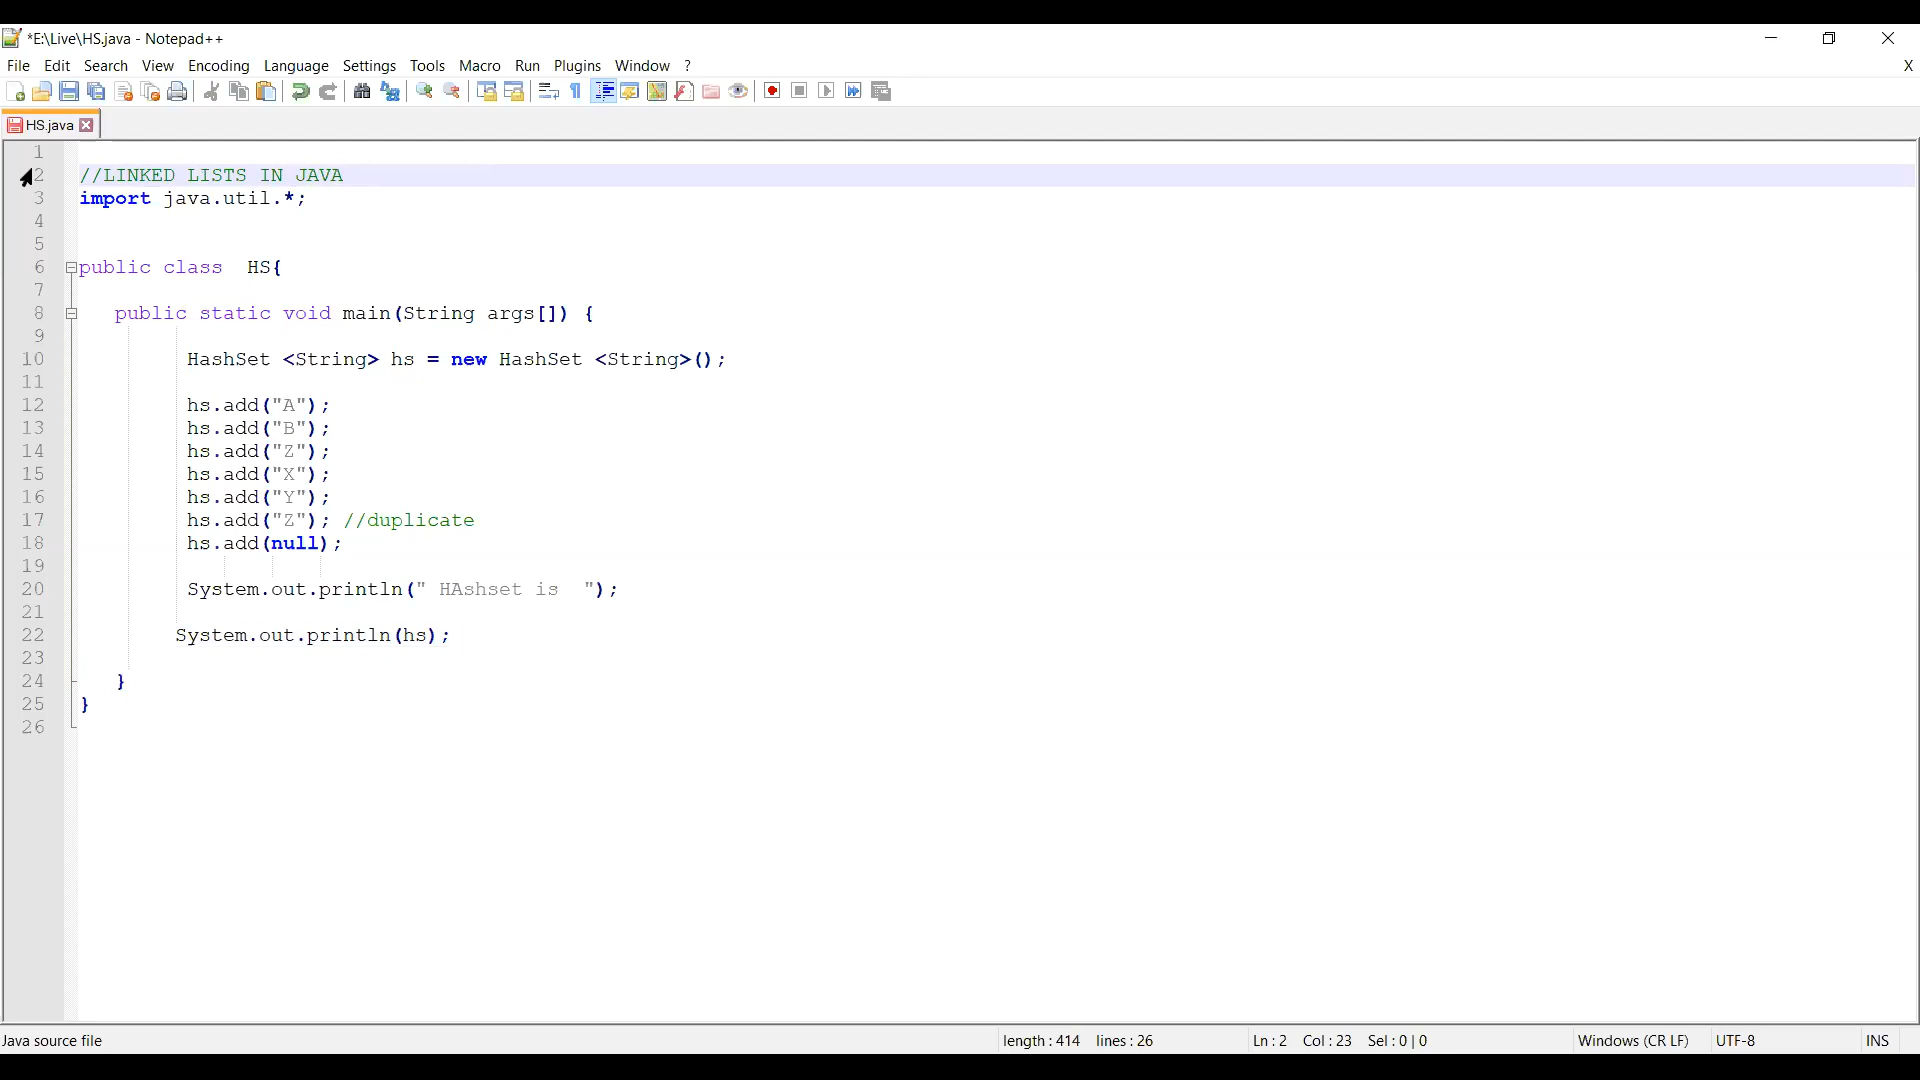 *E:\Live\HS.java - Notepad++
File Edit Search View Encoding Language Settings Tools Macro Run Plugins Window ? X
HS.java
1
2 //LINKED LISTS IN JAVA
3 import java.util.*;
4
5
6 public class  HS{
7
8 public static void main(String args[]) {
9
10 HashSet <String> hs = new HashSet <String>();
11
12 hs.add("A");
13 hs.add("B");
14 hs.add("Z");
15 hs.add("X");
16 hs.add("Y");
17 hs.add("Z"); //duplicate
18 hs.add(null);
19
20 System.out.println(" HAshset is  ");
21
22 System.out.println(hs);
23
24 }
25 }
26
Java source file length : 414 lines : 26 Ln : 2 Col : 23 Sel : 0 | 0 Windows (CR LF) UTF-8 INS